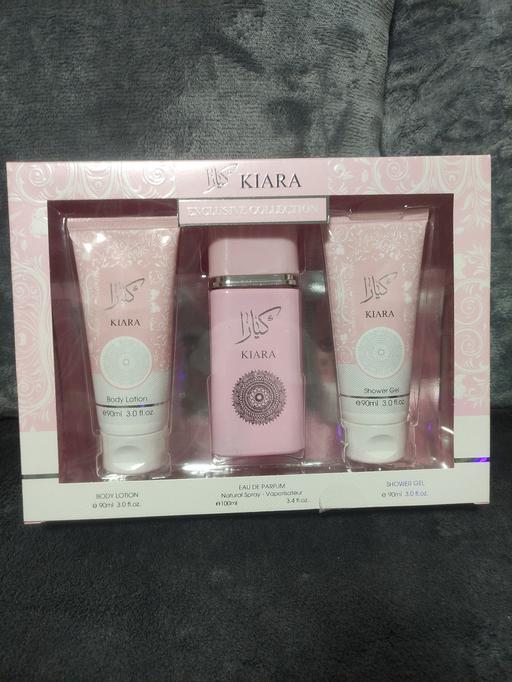 كيارا KIARA
EXCLUSIVE COLLECTION
كيارا
KIARA
Body Lotion
℮90ml 3.0 fl.oz.
كيارا
KIARA
كيارا
KIARA
Shower Gel
℮90ml 3.0 fl.oz.
BODY LOTION
℮ 90ml 3.0 fl.oz.
EAU DE PARFUM
Natural Spray - Vaporisateur
℮100ml 3.4 fl.oz.
SHOWER GEL
℮ 90ml 3.0 fl.oz.